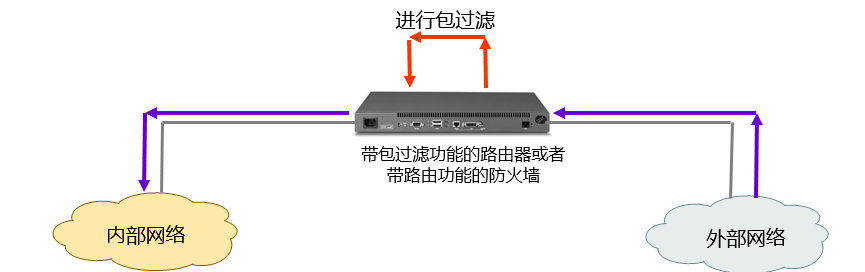 进行包过滤
带包过滤功能的路由器或者
带路由功能的防火墙
内部网络
外部网络